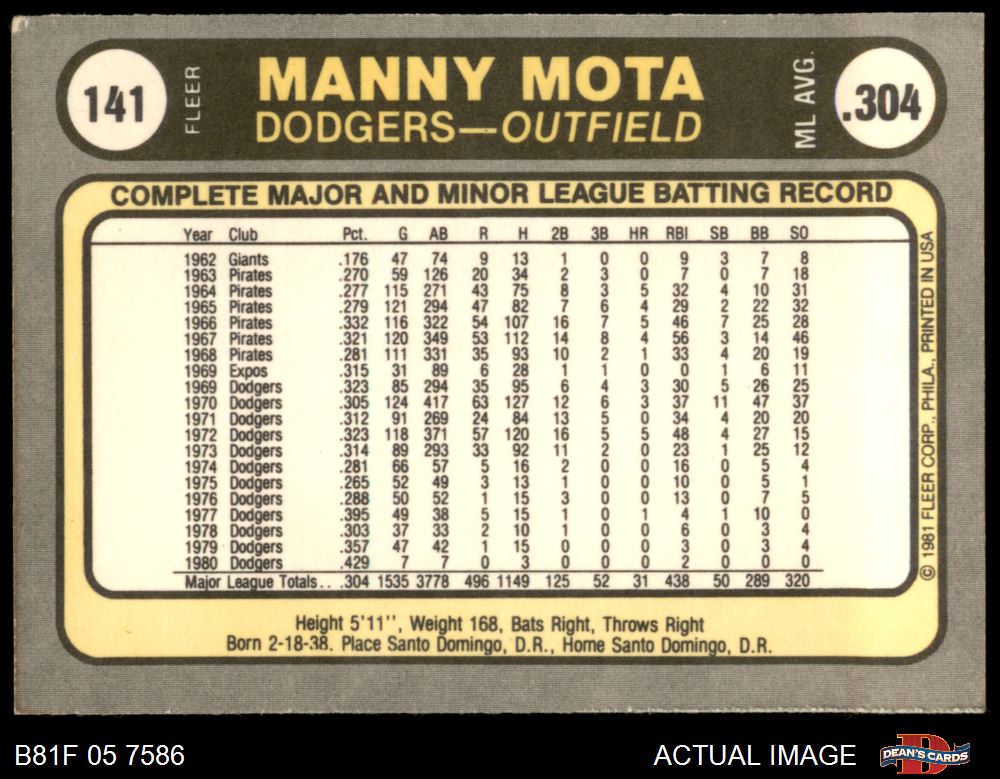 141 FLEER MANNY MOTA ML AVG. .304
DODGERS—OUTFIELD
COMPLETE MAJOR AND MINOR LEAGUE BATTING RECORD
Year Club Pct. G AB R H 2B 3B HR RBI SB BB SO
1962 Giants .176 47 74 9 13 1 0 0 9 3 7 8
1963 Pirates .270 59 126 20 34 2 3 0 7 0 7 18
1964 Pirates .277 115 271 43 75 8 3 5 32 4 10 31
1965 Pirates .279 121 294 47 82 7 6 4 29 2 22 32
1966 Pirates .332 116 322 54 107 16 7 5 46 7 25 28
1967 Pirates .321 120 349 53 112 14 8 4 56 3 14 46
1968 Pirates .281 111 331 35 93 10 2 1 33 4 20 19
1969 Expos .315 31 89 6 28 1 1 0 0 1 6 11
1969 Dodgers .323 85 294 35 95 6 4 3 30 5 26 25
1970 Dodgers .305 124 417 63 127 12 6 3 37 11 47 37
1971 Dodgers .312 91 269 24 84 13 5 0 34 4 20 20
1972 Dodgers .323 118 371 57 120 16 5 5 48 4 27 15
1973 Dodgers .314 89 293 33 92 11 2 0 23 1 25 12
1974 Dodgers .281 66 57 5 16 2 0 0 16 0 5 4
1975 Dodgers .265 52 49 3 13 1 0 0 10 0 5 1
1976 Dodgers .288 50 52 1 15 3 0 0 13 0 7 5
1977 Dodgers .395 49 38 5 15 1 0 1 4 1 10 0
1978 Dodgers .303 37 33 2 10 1 0 0 6 0 3 4
1979 Dodgers .357 47 42 1 15 0 0 0 3 0 3 4
1980 Dodgers .429 7 7 0 3 0 0 0 2 0 0 0
Major League Totals . . .304 1535 3778 496 1149 125 52 31 438 50 289 320
© 1981 FLEER CORP., PHILA., PRINTED IN USA
Height 5'11'', Weight 168, Bats Right, Throws Right
Born 2-18-38. Place Santo Domingo, D.R., Home Santo Domingo, D.R.
B81F 05 7586 ACTUAL IMAGE DEAN'S CARDS